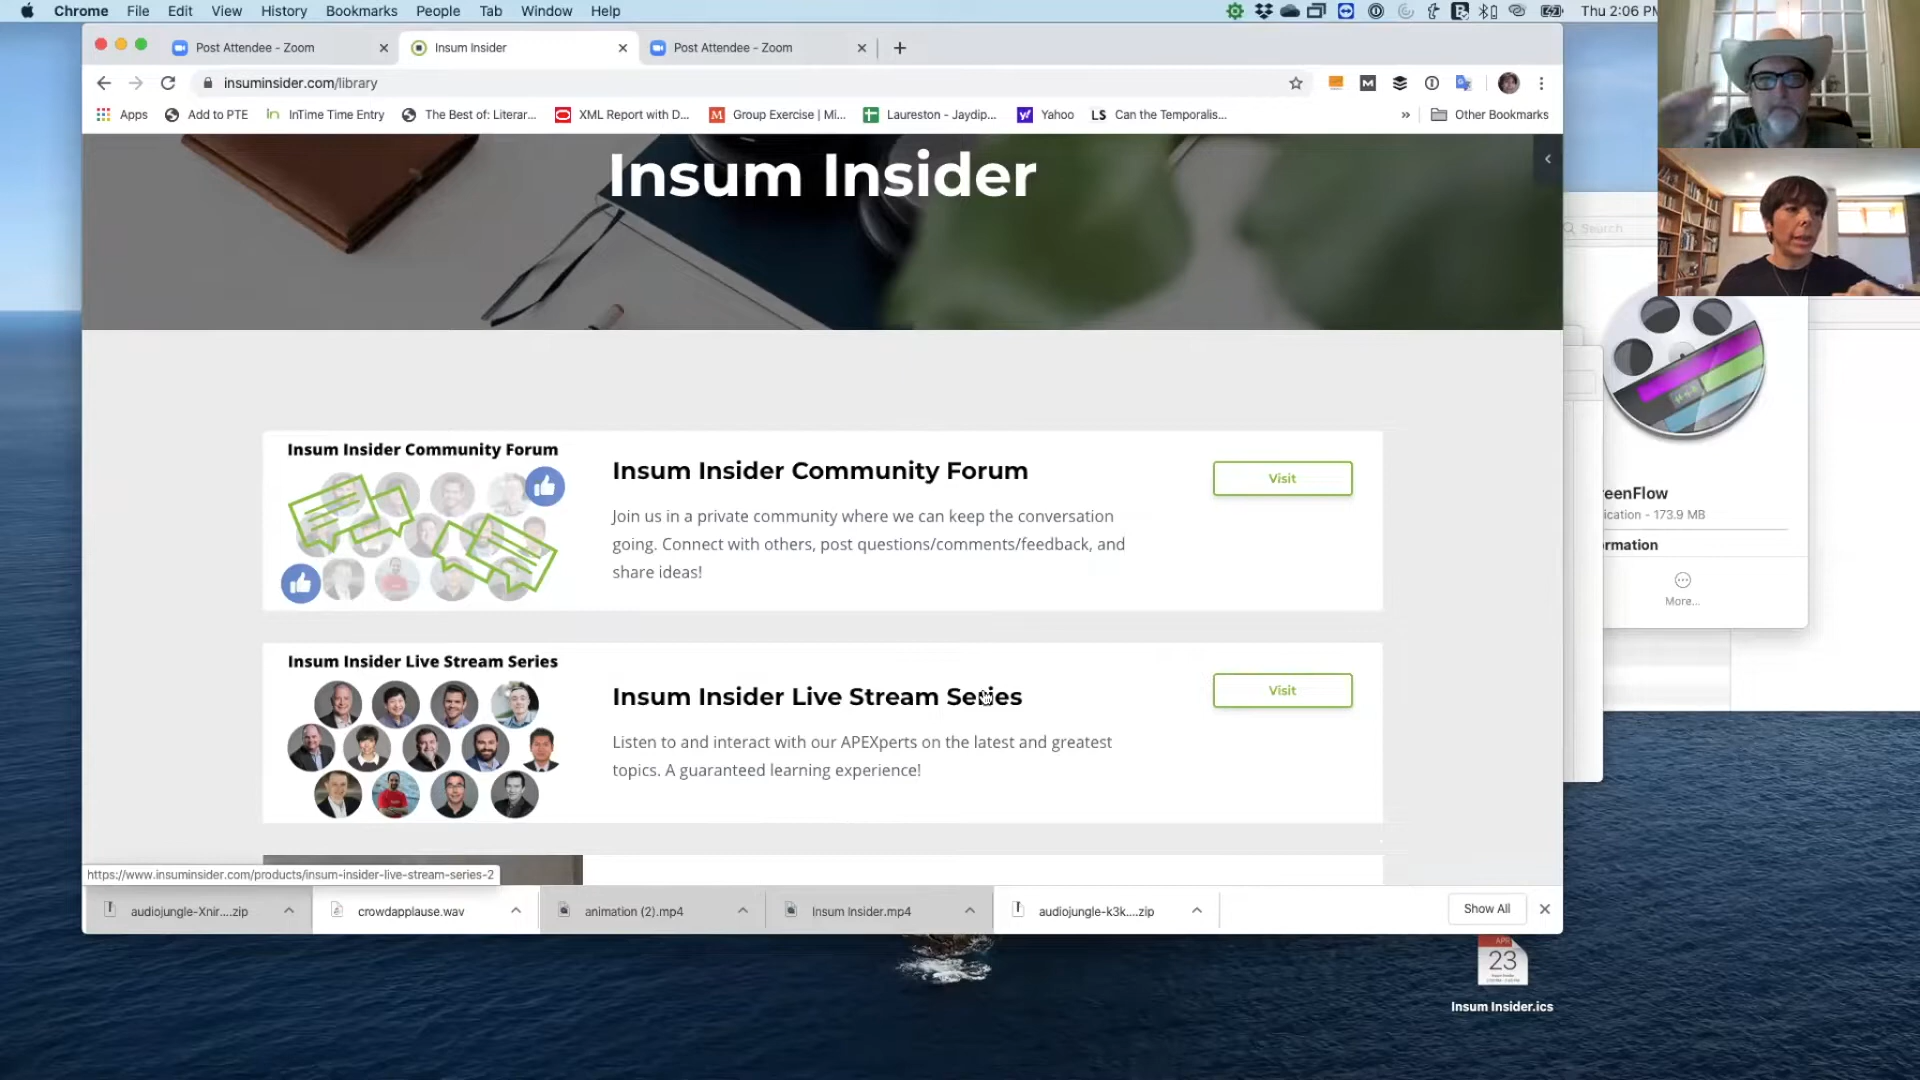 Chrome File Edit View History Bookmarks People Tab Window Help
Thu 2:06 PM
Post Attendee - Zoom
Insum Insider
Post Attendee - Zoom
insuminsider.com/library
Apps
Add to PTE
InTime Time Entry
The Best of: Literar...
XML Report with D...
Group Exercise | Mi...
Laureston - Jaydip...
Yahoo
LS Can the Temporalis...
»
Other Bookmarks
Insum Insider
Search
Insum Insider Community Forum
Insum Insider Community Forum
Visit
Join us in a private community where we can keep the conversation
going. Connect with others, post questions/comments/feedback, and
share ideas!
eenFlow
ication - 173.9 MB
rmation
More...
Insum Insider Live Stream Series
Insum Insider Live Stream Series
Visit
Listen to and interact with our APEXperts on the latest and greatest
topics. A guaranteed learning experience!
https://www.insuminsider.com/products/insum-insider-live-stream-series-2
audiojungle-Xnir....zip
crowdapplause.wav
animation (2).mp4
Insum Insider.mp4
audiojungle-k3k....zip
Show All
APR
23
Insum Insider.ics